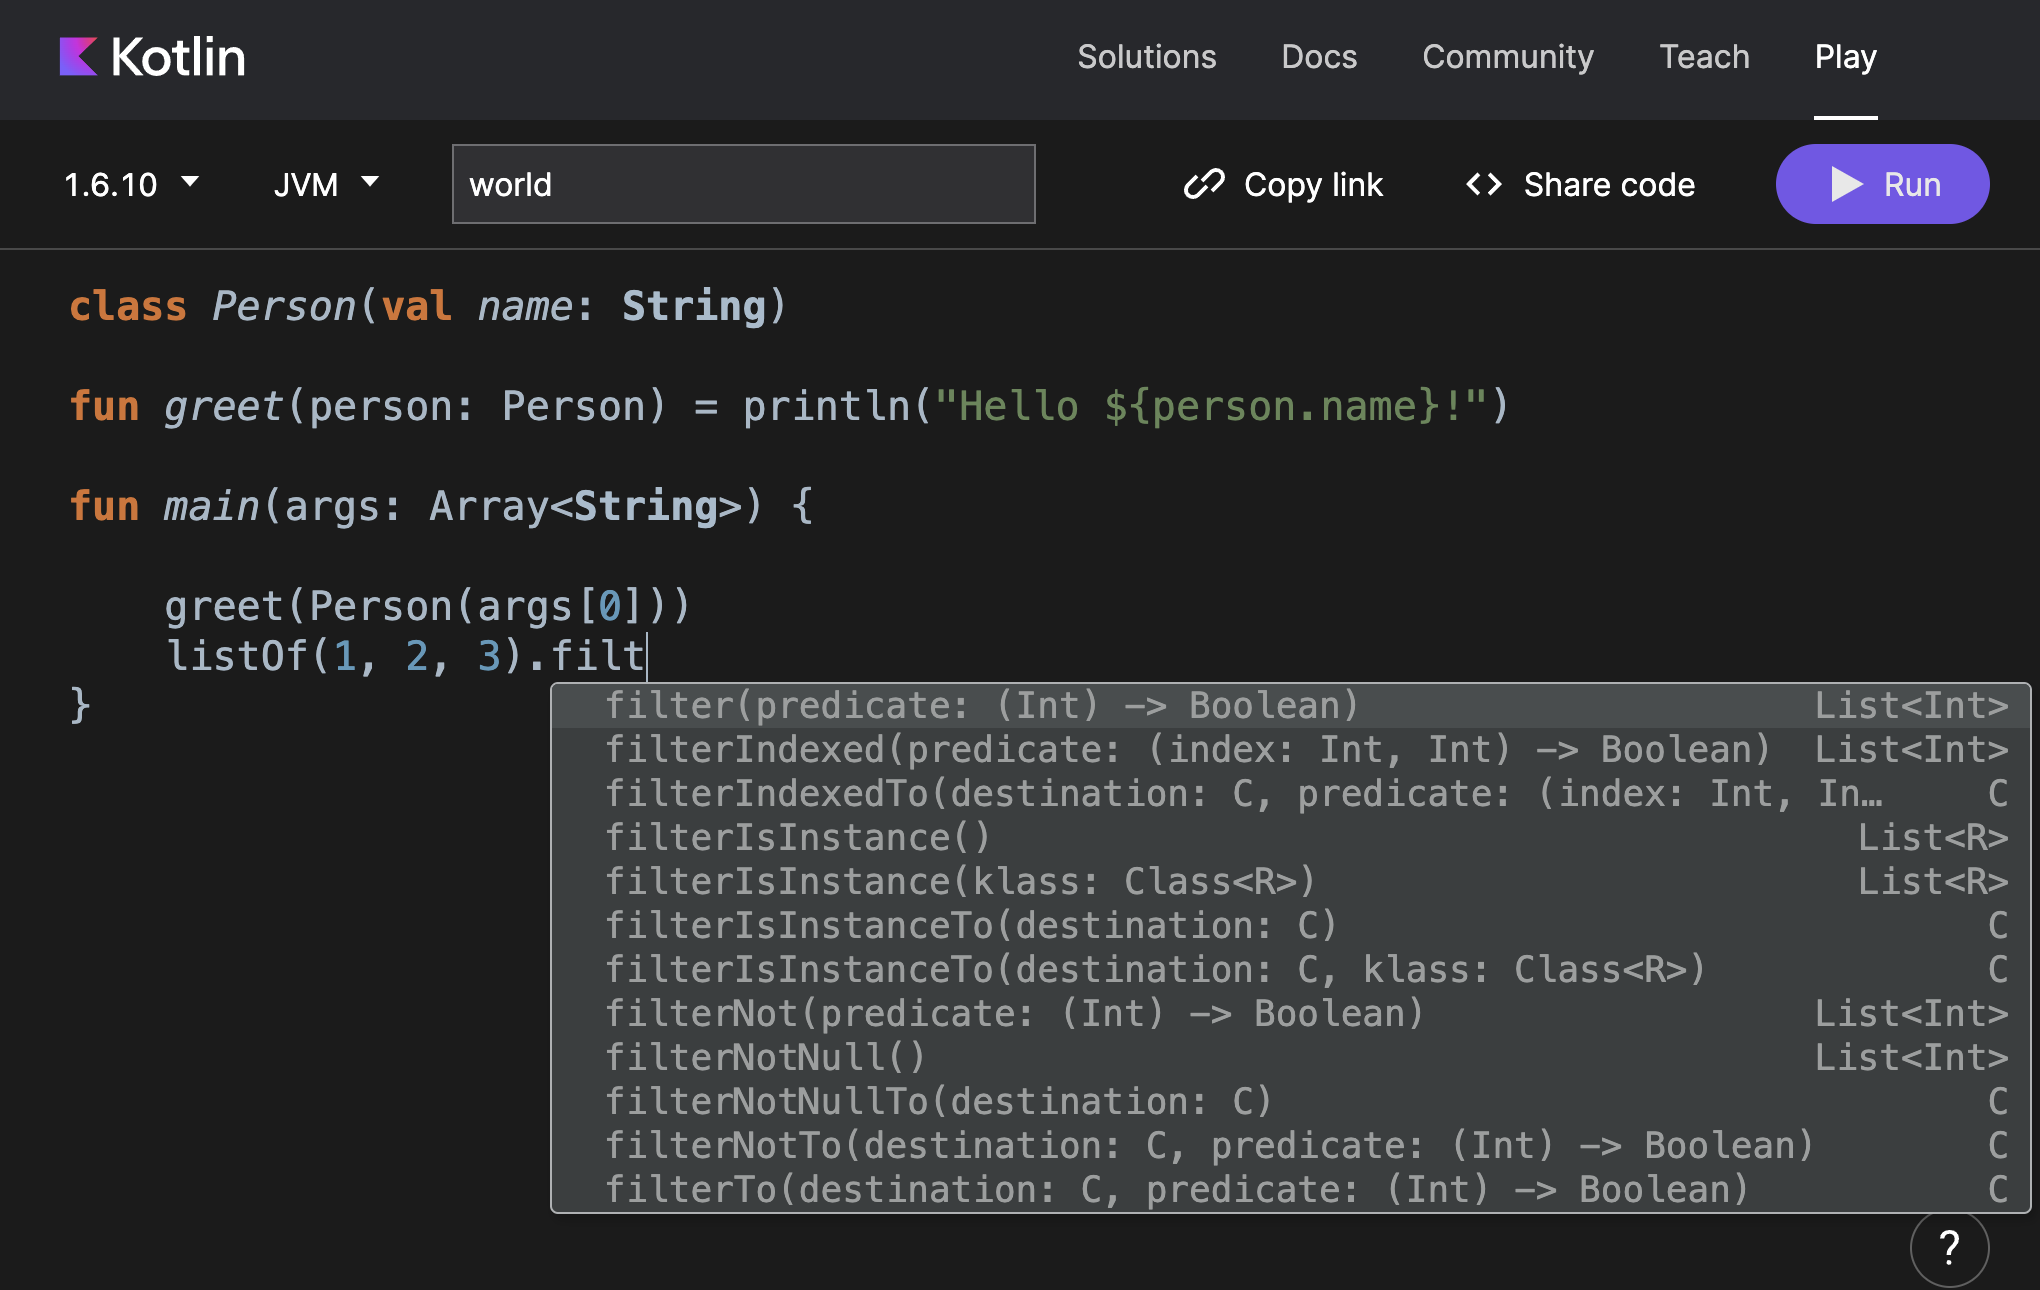 Kotlin Solutions Docs Community Teach Play
1.6.10 JVM world Copy link Share code Run
class Person(val name: String)
fun greet(person: Person) = println("Hello ${person.name}!")
fun main(args: Array<String>) {
greet(Person(args[0]))
listOf(1, 2, 3).filt
}
filter(predicate: (Int) -> Boolean) List<Int>
filterIndexed(predicate: (index: Int, Int) -> Boolean) List<Int>
filterIndexedTo(destination: C, predicate: (index: Int, In… C
filterIsInstance() List<R>
filterIsInstance(klass: Class<R>) List<R>
filterIsInstanceTo(destination: C) C
filterIsInstanceTo(destination: C, klass: Class<R>) C
filterNot(predicate: (Int) -> Boolean) List<Int>
filterNotNull() List<Int>
filterNotNullTo(destination: C) C
filterNotTo(destination: C, predicate: (Int) -> Boolean) C
filterTo(destination: C, predicate: (Int) -> Boolean) C
?